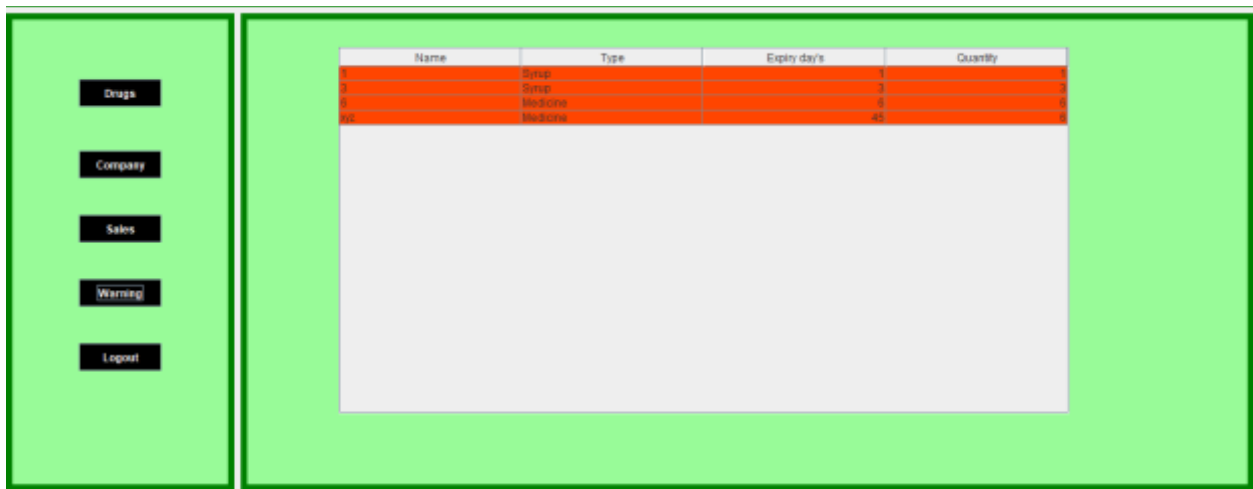 Drugs
Company
Sales
Warning
Logout
Name Type Expiry day's Quantity
1 Syrup 1 1
3 Syrup 3 3
6 Medicine 6 6
xyz Medicine 45 6